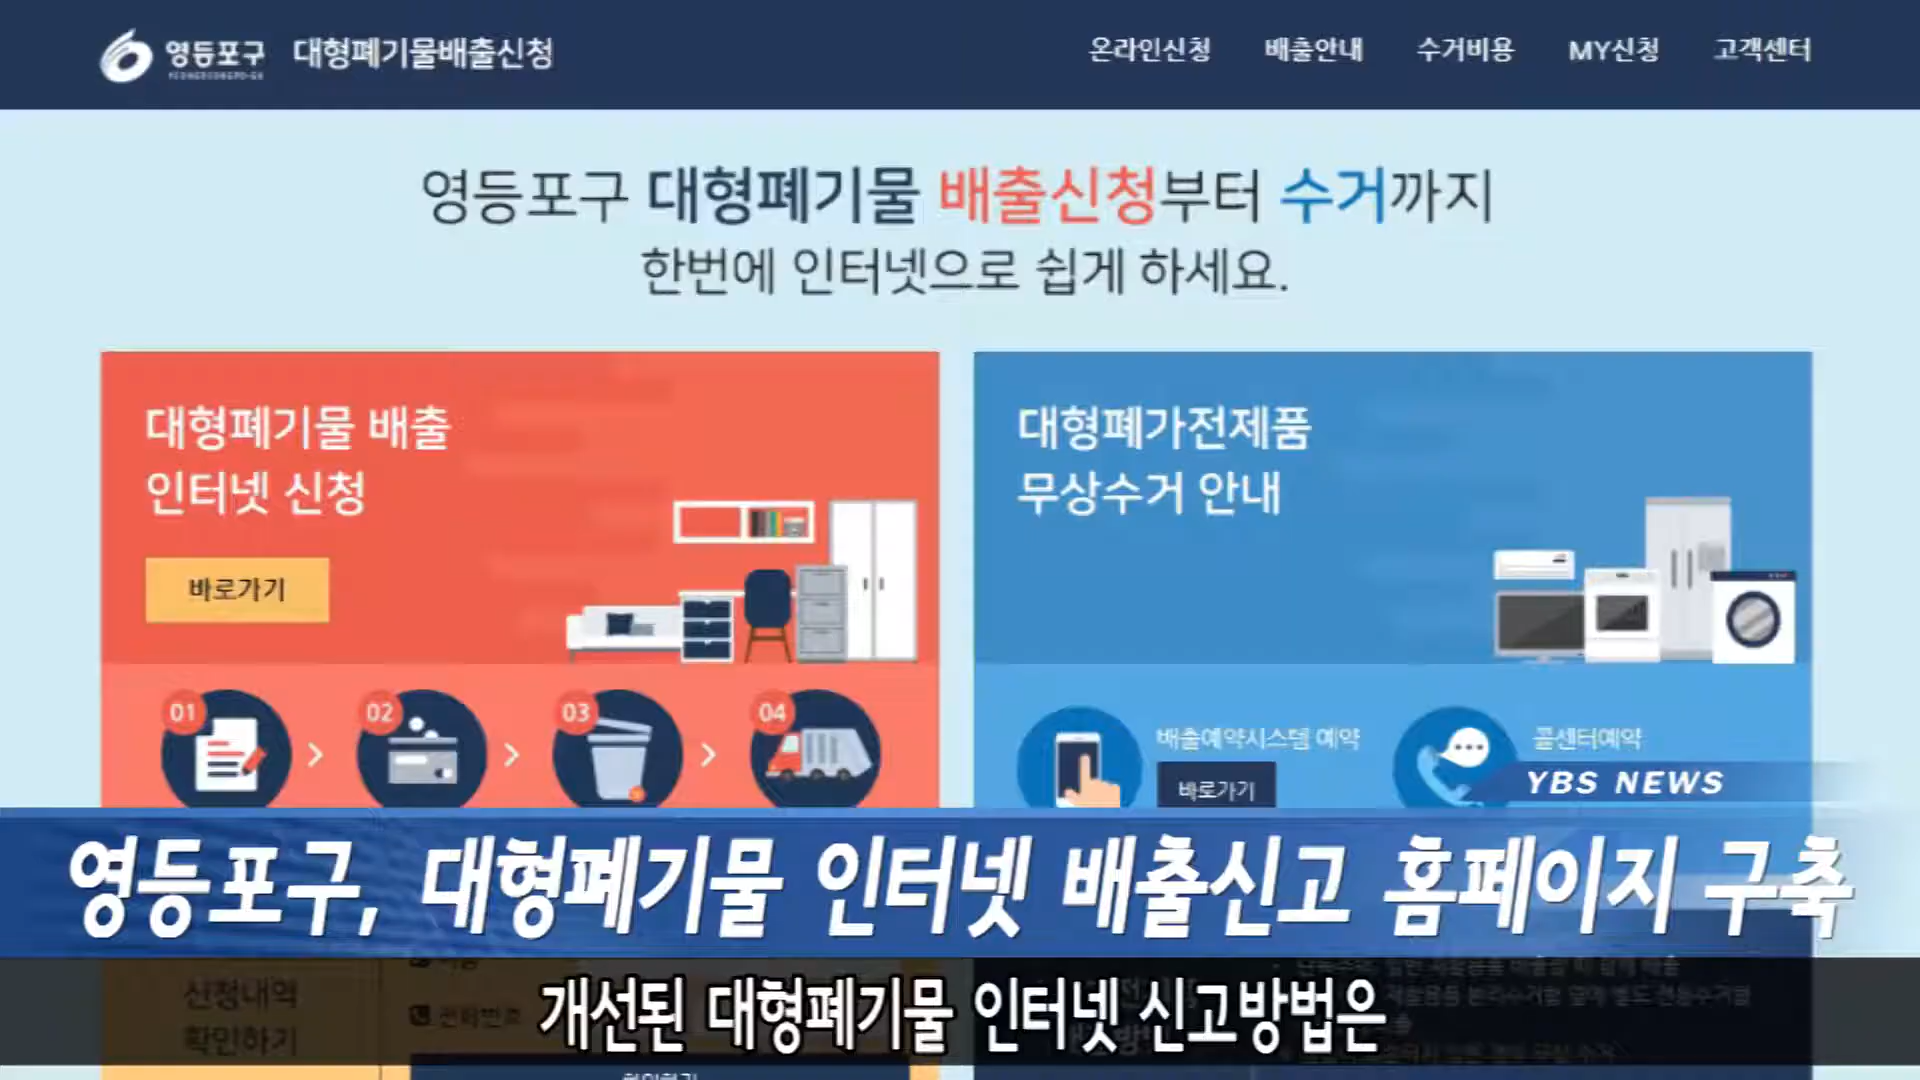 영등포구 대형폐기물배출신청
온라인신청 배출안내 수거비용 MY신청 고객센터
영등포구 대형폐기물 배출신청부터 수거까지
한번에 인터넷으로 쉽게 하세요.
대형폐기물 배출
인터넷 신청
바로가기
01 02 03 04
대형폐가전제품
무상수거 안내
배출예약시스템 예약
바로가기
콜센터예약
YBS NEWS
영등포구, 대형폐기물 인터넷 배출신고 홈페이지 구축
신청내역
확인하기
전화번호
개선된 대형폐기물 인터넷 신고방법은